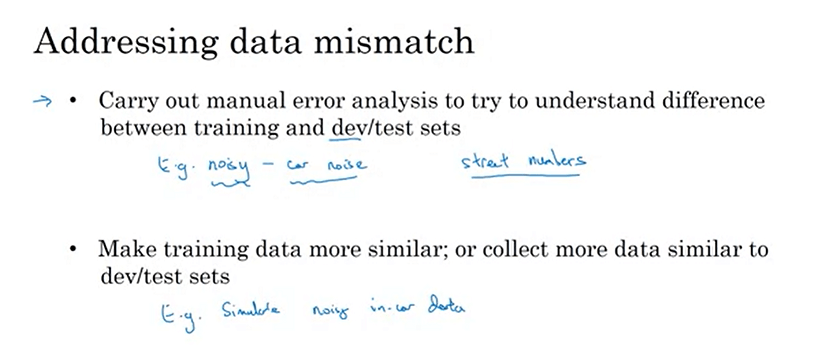 Addressing data mismatch
→ • Carry out manual error analysis to try to understand difference
between training and dev/test sets
E.g. noisy - car noise street numbers
• Make training data more similar; or collect more data similar to
dev/test sets
E.g. Simulate noisy in-car data